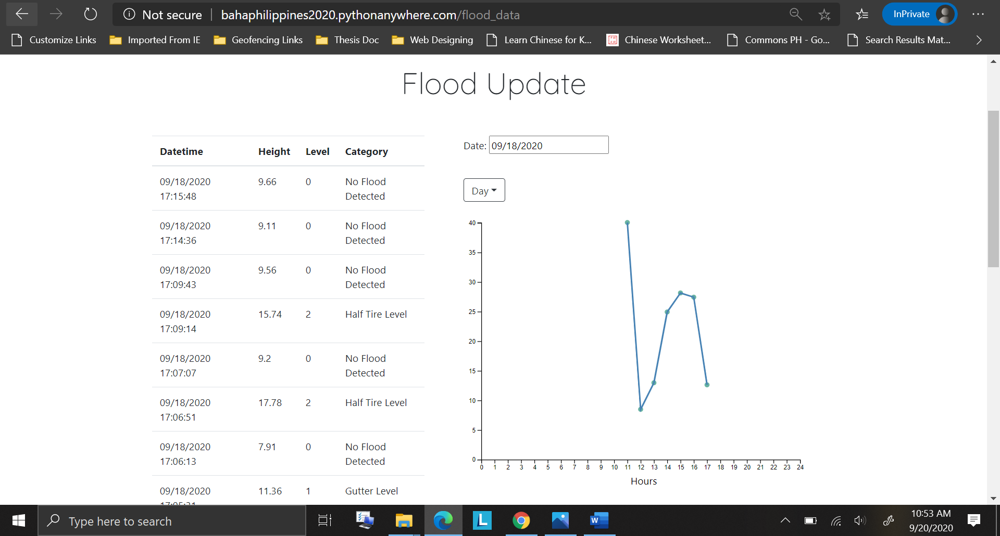 Not secure bahaphilippines2020.pythonanywhere.com/flood_data InPrivate
Customize Links Imported From IE Geofencing Links Thesis Doc Web Designing Learn Chinese for K... Chinese Worksheet... Commons PH - Go... Search Results Mat...
Flood Update
Datetime Height Level Category
09/18/2020 9.66 0 No Flood
17:15:48 Detected
09/18/2020 9.11 0 No Flood
17:14:36 Detected
09/18/2020 9.56 0 No Flood
17:09:43 Detected
09/18/2020 15.74 2 Half Tire Level
17:09:14
09/18/2020 9.2 0 No Flood
17:07:07 Detected
09/18/2020 17.78 2 Half Tire Level
17:06:51
09/18/2020 7.91 0 No Flood
17:06:13 Detected
09/18/2020 11.36 1 Gutter Level
Date: 09/18/2020
Day
40
35
30
25
20
15
10
5
0
0 1 2 3 4 5 6 7 8 9 10 11 12 13 14 15 16 17 18 19 20 21 22 23 24
Hours
Type here to search
L
W
10:53 AM
9/20/2020